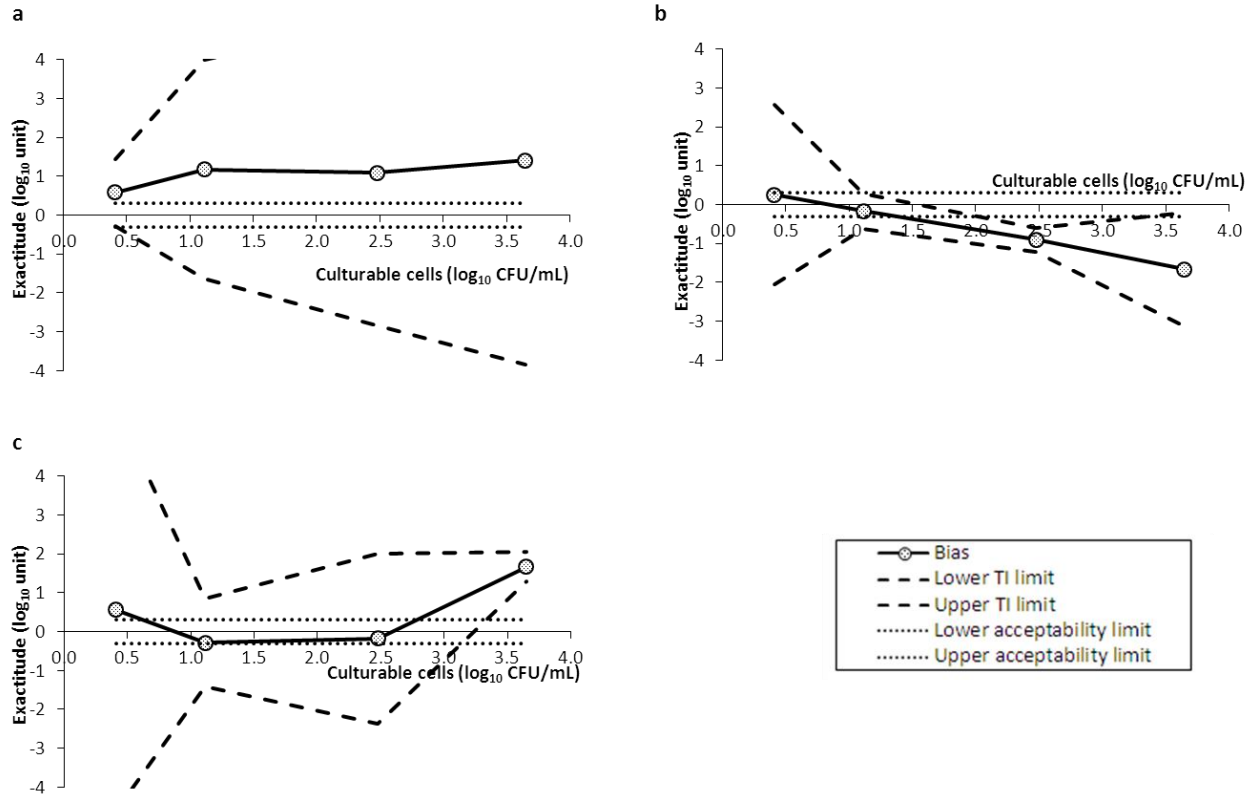 a
Exactitude (log10 unit)
4
3
2
1
0
-1
-2
-3
-4
0.0 0.5 1.0 1.5 2.0 2.5 3.0 3.5 4.0
Culturable cells (log10 CFU/mL)
b
Exactitude (log10 unit)
4
3
2
1
0
-1
-2
-3
-4
Culturable cells (log10 CFU/mL)
0.0 0.5 1.0 1.5 2.0 2.5 3.0 3.5 4.0
c
Exactitude (log10 unit)
4
3
2
1
0
-1
-2
-3
-4
0.0 0.5 1.0 1.5 2.0 2.5 3.0 3.5 4.0
Culturable cells (log10 CFU/mL)
Bias
Lower TI limit
Upper TI limit
Lower acceptability limit
Upper acceptability limit